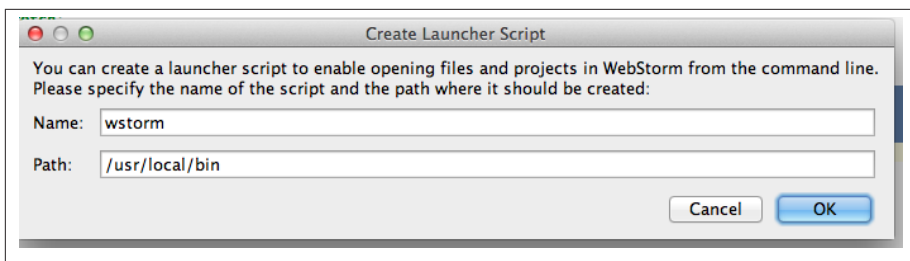 Create Launcher Script
You can create a launcher script to enable opening files and projects in WebStorm from the command line.
Please specify the name of the script and the path where it should be created:
Name: wstorm
Path: /usr/local/bin
Cancel OK